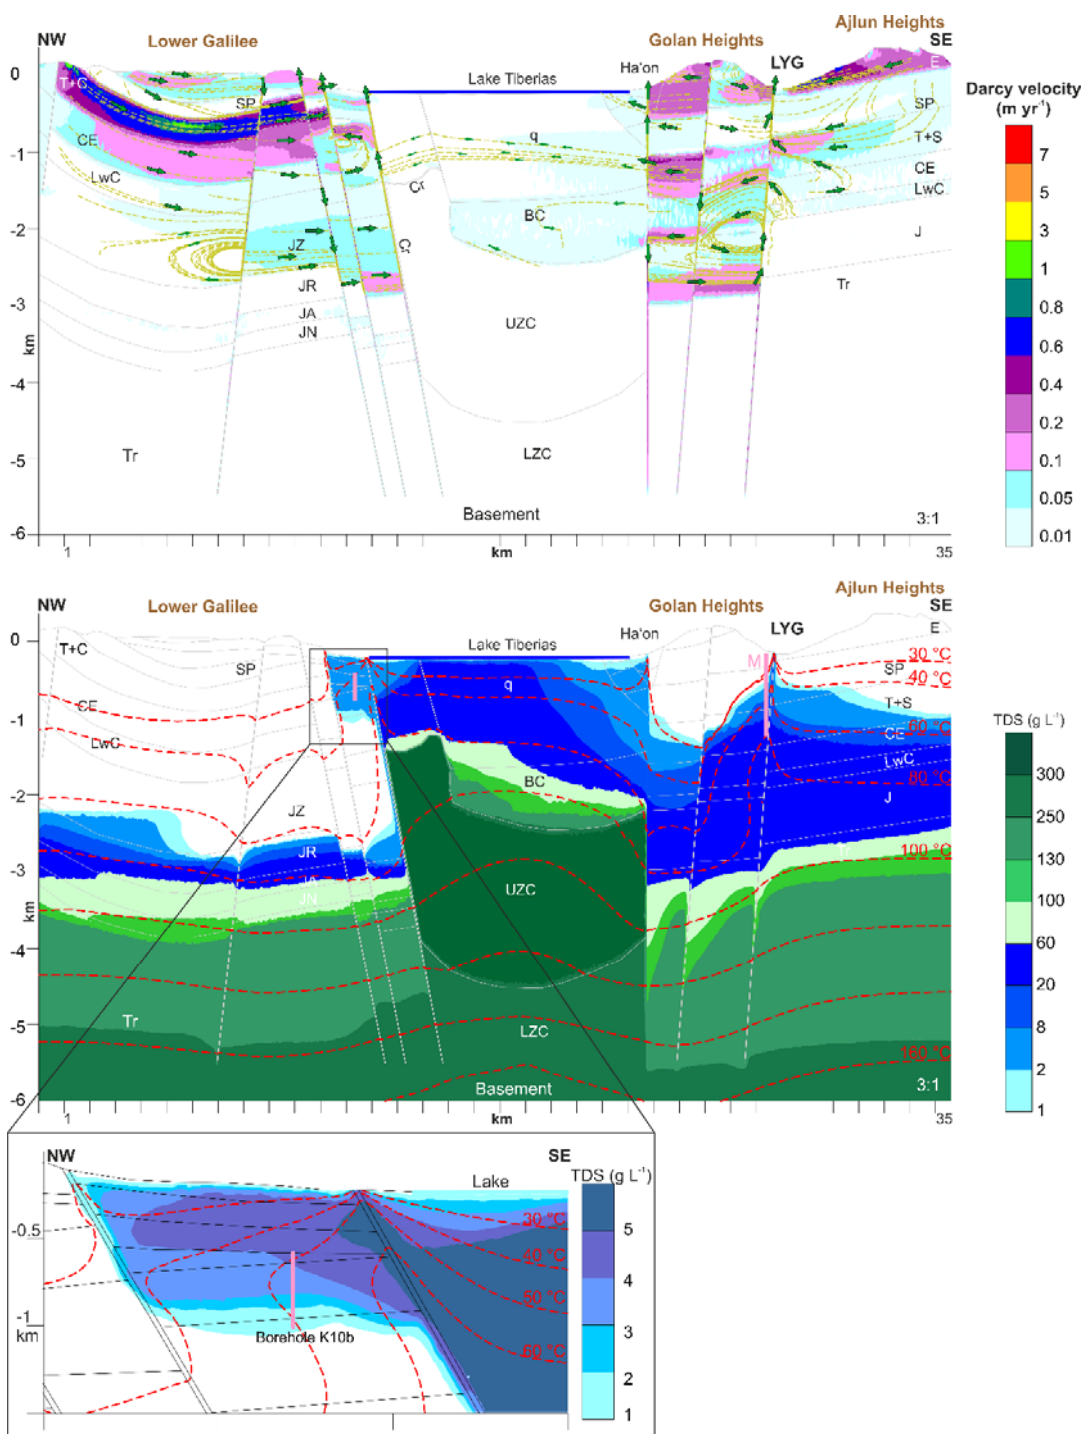 Ajlun Heights
NW Lower Galilee Golan Heights SE
Ha'on LYG E
0 T+C Lake Tiberias
SP SP
Darcy velocity
(m yr⁻¹)
CE q T+S
-1 CE
LwC Cr LwC
BC
-2 JZ Ω J
JR Tr
-3 JA UZC
km JN
-4
Tr LZC
-5
Basement 3:1
-6
1 km 35
7
5
3
1
0.8
0.6
0.4
0.2
0.1
0.05
0.01
Ajlun Heights
NW Lower Galilee Golan Heights SE
Ha'on LYG E
0 T+C Lake Tiberias 30 °C
SP M SP
q 40 °C
CE T+S
-1 60 °C
LwC CE
LwC
BC 80 °C
-2 J
JZ
JR 100 °C
-3
km JN UZC
-4
-5 Tr LZC 160 °C
Basement 3:1
-6
1 km 35
TDS (g L⁻¹)
300
250
130
100
60
20
8
2
1
NW SE
Lake
30 °C
-0.5
40 °C
50 °C
-1
km Borehole K10b 60 °C
TDS (g L⁻¹)
5
4
3
2
1